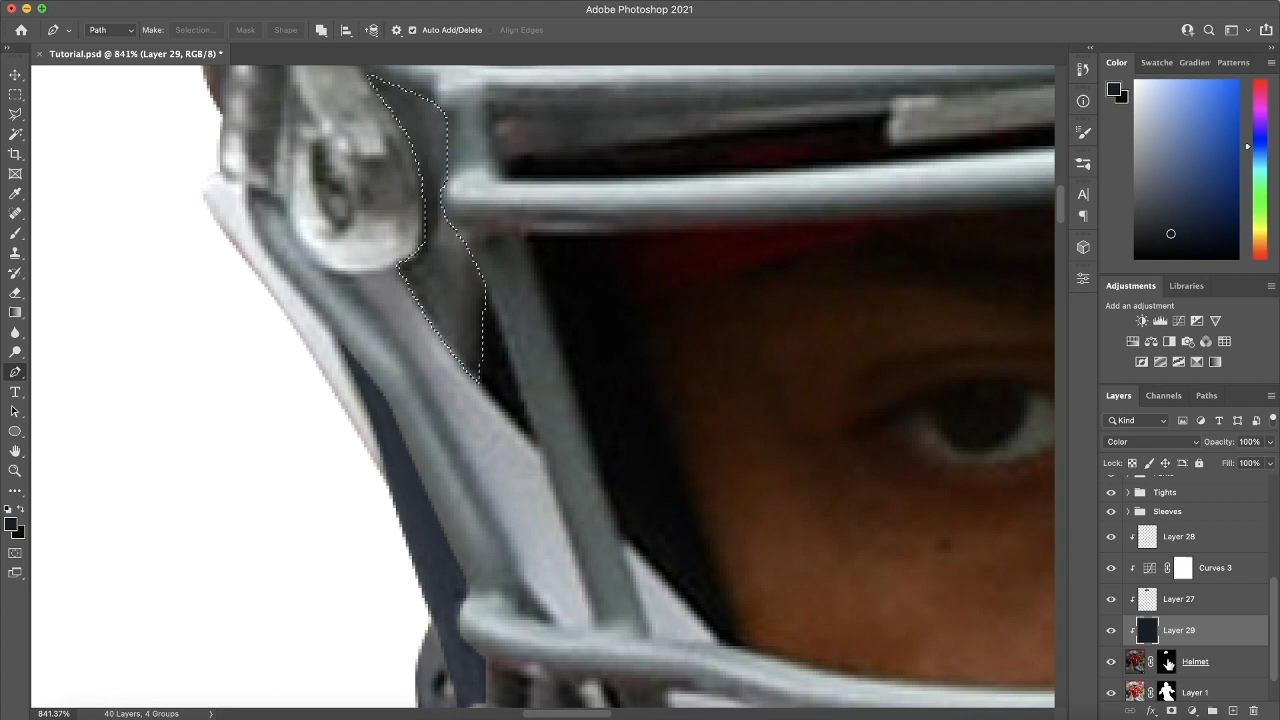 Adobe Photoshop 2021
Path
Make:
Selection...
Mask
Shape
Auto Add/Delete
Align Edges
Tutorial.psd @ 841% (Layer 29, RGB/8) *
Color
Swatche
Gradien
Patterns
Adjustments
Libraries
Add an adjustment
Layers
Channels
Paths
Kind
Color
Opacity: 100%
Lock:
Fill: 100%
Tights
Sleeves
Layer 28
Curves 3
Layer 27
Layer 29
Helmet
Layer 1
841.37%
40 Layers, 4 Groups